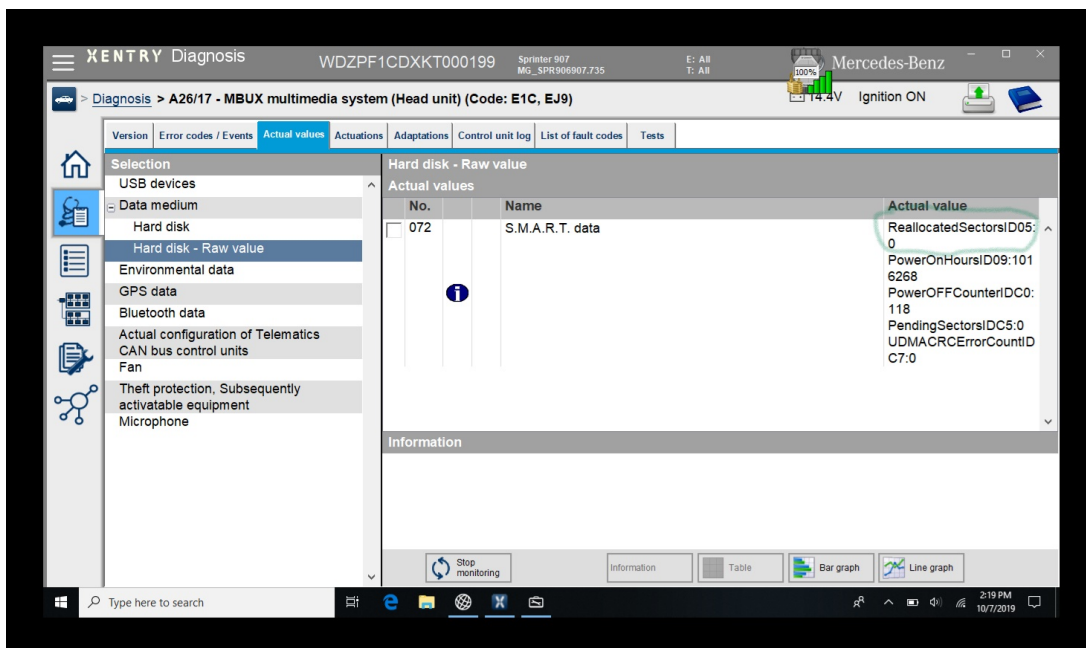 XENTRY Diagnosis
WDZPF1CDXKT000199
Sprinter 907
MG_SPR906907.735
E: All
T: All
100%
Mercedes-Benz
> Diagnosis > A26/17 - MBUX multimedia system (Head unit) (Code: E1C, EJ9)
14.4V
Ignition ON
Version
Error codes / Events
Actual values
Actuations
Adaptations
Control unit log
List of fault codes
Tests
Selection
USB devices
Data medium
Hard disk
Hard disk - Raw value
Environmental data
GPS data
Bluetooth data
Actual configuration of Telematics
CAN bus control units
Fan
Theft protection, Subsequently
activatable equipment
Microphone
Hard disk - Raw value
Actual values
No.
Name
Actual value
072
S.M.A.R.T. data
ReallocatedSectorsID05:
0
PowerOnHoursID09:101
6268
PowerOFFCounterIDC0:
118
PendingSectorsIDC5:0
UDMACRCErrorCountID
C7:0
Information
Stop
monitoring
Information
Table
Bar graph
Line graph
Type here to search
2:19 PM
10/7/2019